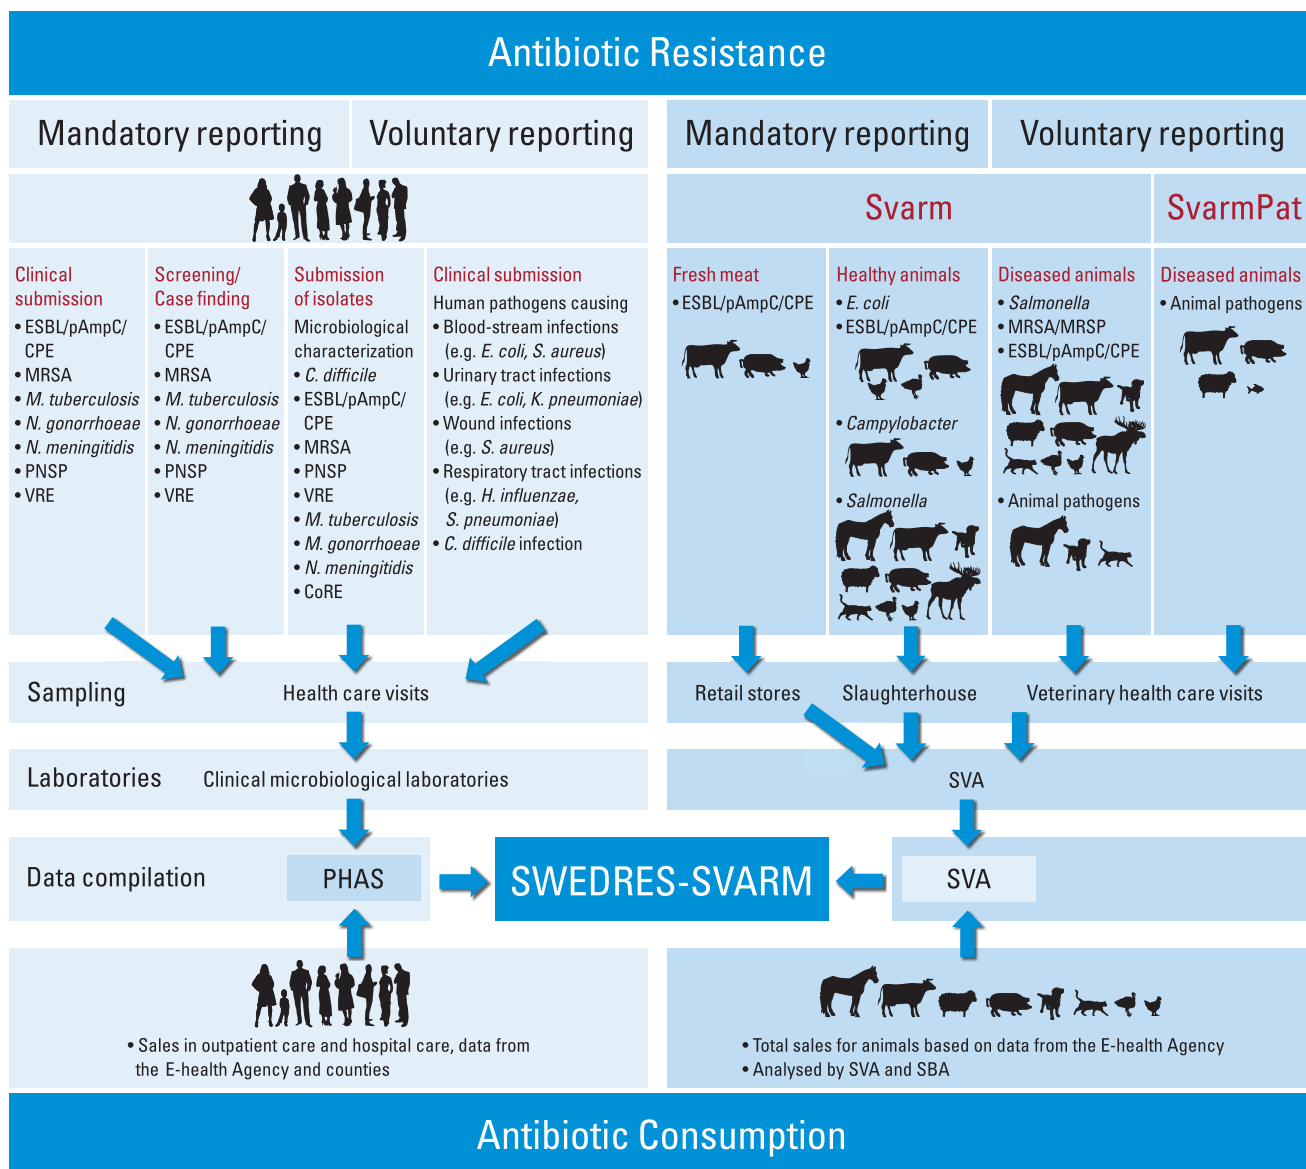 Antibiotic Resistance
Mandatory reporting
Voluntary reporting
Mandatory reporting
Voluntary reporting
Svarm
SvarmPat
Clinical
submission
• ESBL/pAmpC/
CPE
• MRSA
• M. tuberculosis
• N. gonorrhoeae
• N. meningitidis
• PNSP
• VRE
Screening/
Case finding
• ESBL/pAmpC/
CPE
• MRSA
• M. tuberculosis
• N. gonorrhoeae
• N. meningitidis
• PNSP
• VRE
Submission
of isolates
Microbiological
characterization
• C. difficile
• ESBL/pAmpC/
CPE
• MRSA
• PNSP
• VRE
• M. tuberculosis
• M. gonorrhoeae
• N. meningitidis
• CoRE
Clinical submission
Human pathogens causing
• Blood-stream infections
(e.g. E. coli, S. aureus)
• Urinary tract infections
(e.g. E. coli, K. pneumoniae)
• Wound infections
(e.g. S. aureus)
• Respiratory tract infections
(e.g. H. influenzae,
S. pneumoniae)
• C. difficile infection
Fresh meat
• ESBL/pAmpC/CPE
Healthy animals
• E. coli
• ESBL/pAmpC/CPE
• Campylobacter
• Salmonella
Diseased animals
• Salmonella
• MRSA/MRSP
• ESBL/pAmpC/CPE
• Animal pathogens
Diseased animals
• Animal pathogens
Sampling
Health care visits
Retail stores
Slaughterhouse
Veterinary health care visits
Laboratories
Clinical microbiological laboratories
SVA
Data compilation
PHAS
SWEDRES-SVARM
SVA
• Sales in outpatient care and hospital care, data from
the E-health Agency and counties
• Total sales for animals based on data from the E-health Agency
• Analysed by SVA and SBA
Antibiotic Consumption